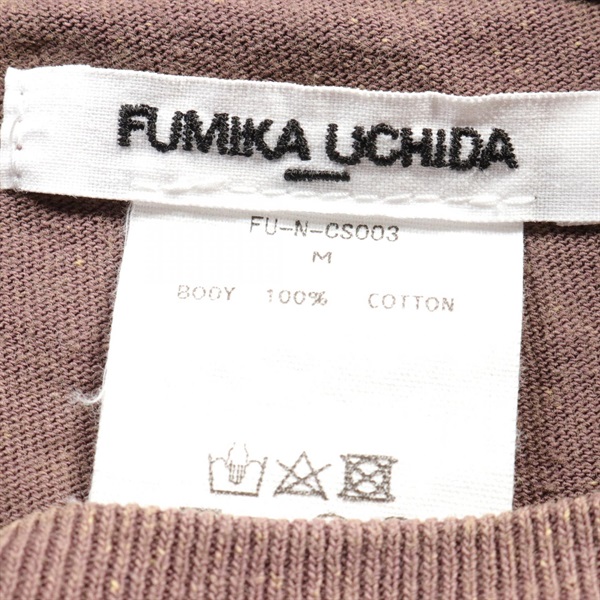 FUMIKA UCHIDA
FU-N-CS003
M
BODY 100% COTTON